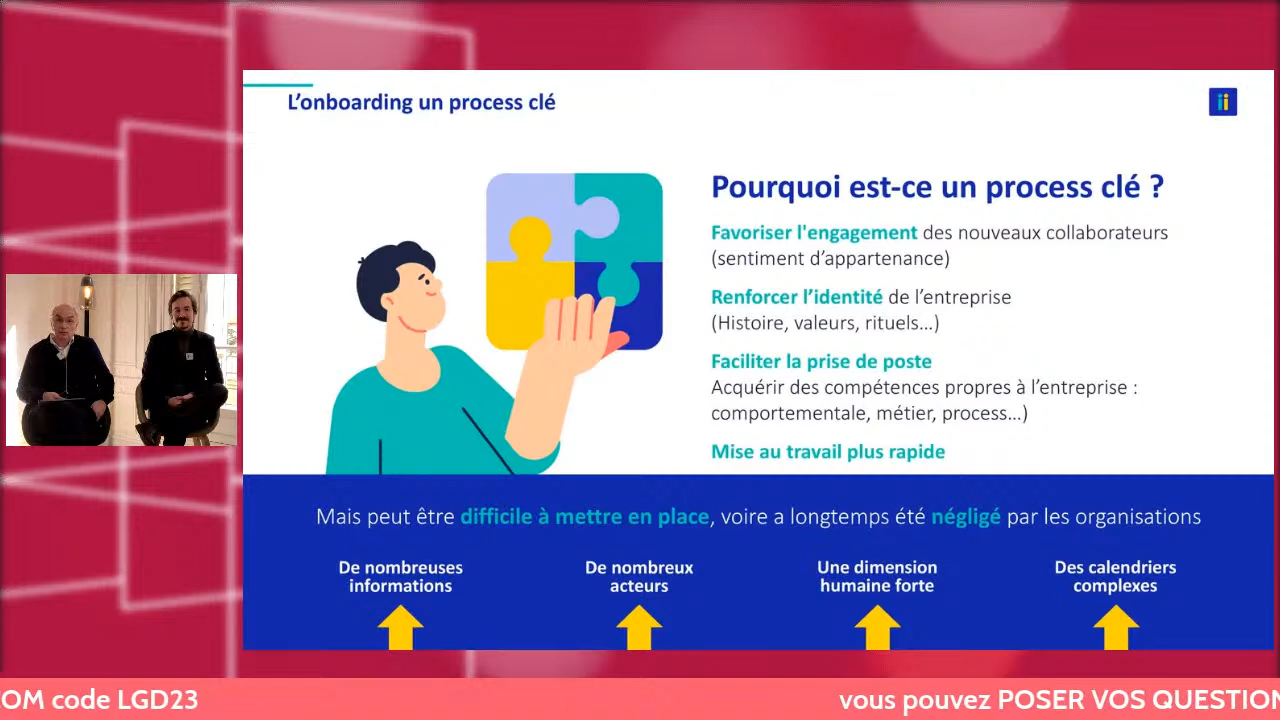 L'onboarding un process clé
Pourquoi est-ce un process clé ?
Favoriser l'engagement des nouveaux collaborateurs
(sentiment d'appartenance)
Renforcer l'identité de l'entreprise
(Histoire, valeurs, rituels...)
Faciliter la prise de poste
Acquérir des compétences propres à l'entreprise :
comportementale, métier, process...)
Mise au travail plus rapide
Mais peut être difficile à mettre en place, voire a longtemps été négligé par les organisations
De nombreuses
informations
De nombreux
acteurs
Une dimension
humaine forte
Des calendriers
complexes
OM code LGD23
vous pouvez POSER VOS QUESTION